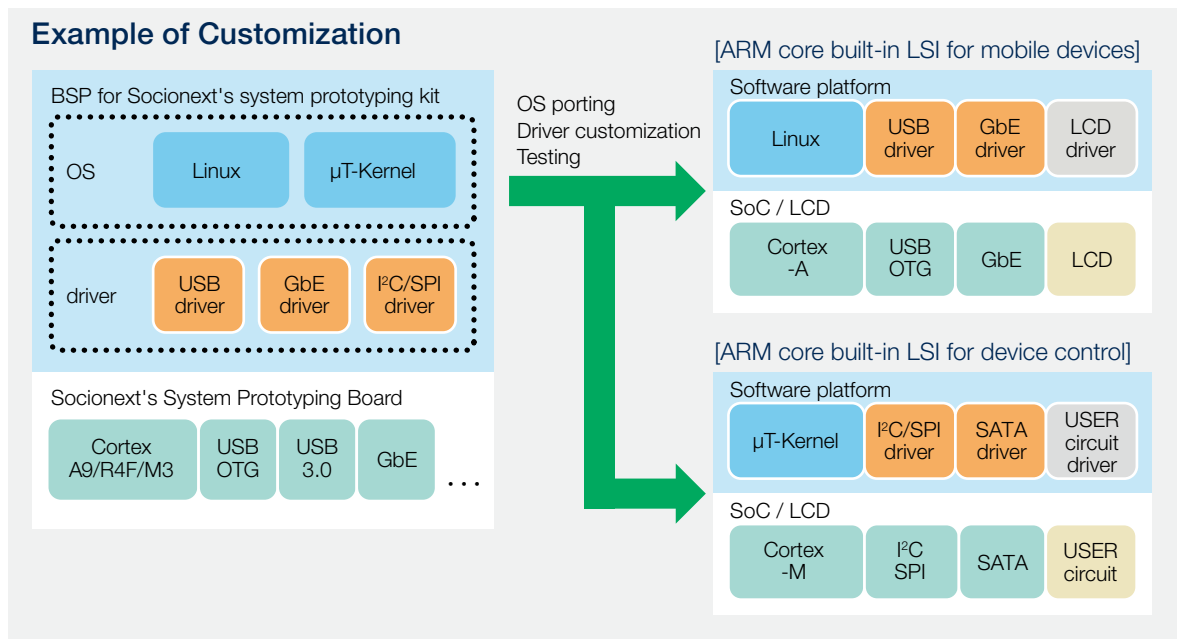 Example of Customization
BSP for Socionext's system prototyping kit
OS
Linux
µT-Kernel
driver
USB
driver
GbE
driver
I²C/SPI
driver
Socionext's System Prototyping Board
Cortex
A9/R4F/M3
USB
OTG
USB
3.0
GbE
...
OS porting
Driver customization
Testing
[ARM core built-in LSI for mobile devices]
Software platform
Linux
USB
driver
GbE
driver
LCD
driver
SoC / LCD
Cortex
-A
USB
OTG
GbE
LCD
[ARM core built-in LSI for device control]
Software platform
µT-Kernel
I²C/SPI
driver
SATA
driver
USER
circuit
driver
SoC / LCD
Cortex
-M
I²C
SPI
SATA
USER
circuit